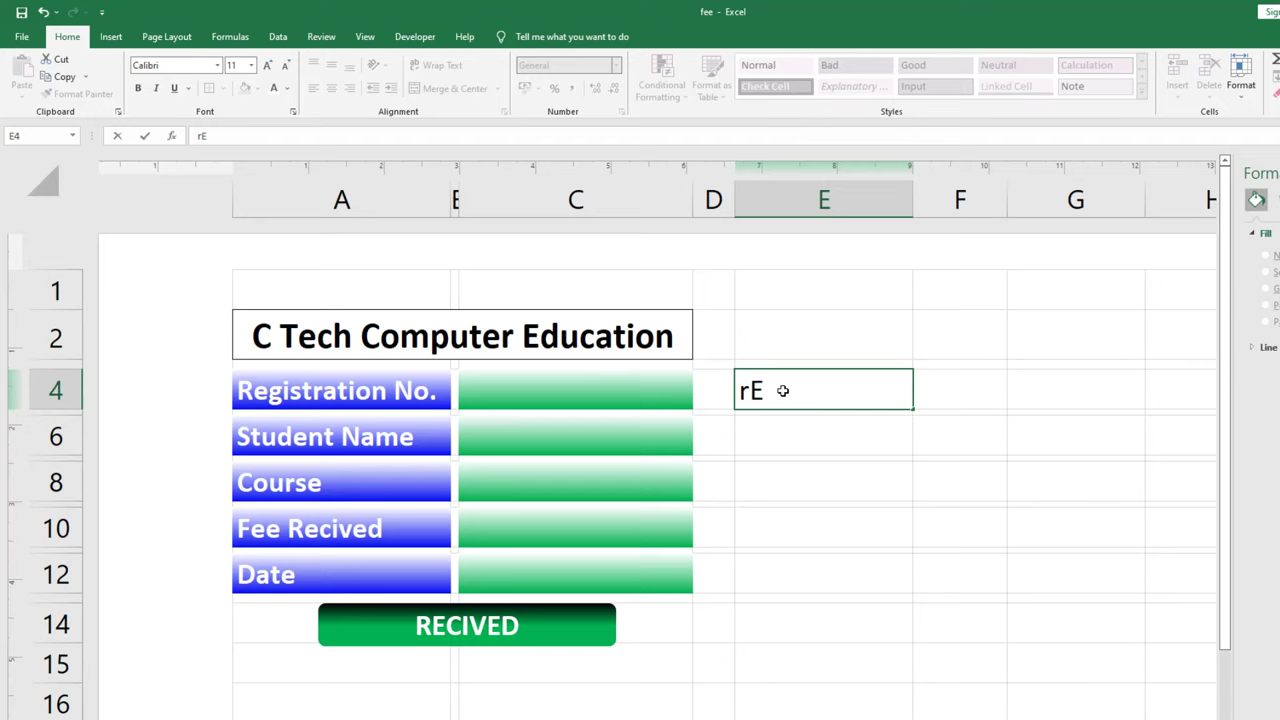 fee - Excel
Sign
File Home Insert Page Layout Formulas Data Review View Developer Help Tell me what you want to do
Cut
Copy
Format Painter
Paste
Clipboard
Calibri 11
B I U
Font
Wrap Text
Merge & Center
Alignment
General
Number
Conditional Formatting
Format as Table
Normal Bad Good Neutral Calculation
Check Cell Explanatory ... Input Linked Cell Note
Styles
Insert Delete Format
Cells
E4 fx rE
A C D E F G H
1
2 C Tech Computer Education
4 Registration No. rE
6 Student Name
8 Course
10 Fee Recived
12 Date
14 RECIVED
15
16
Forma
Fill
Line